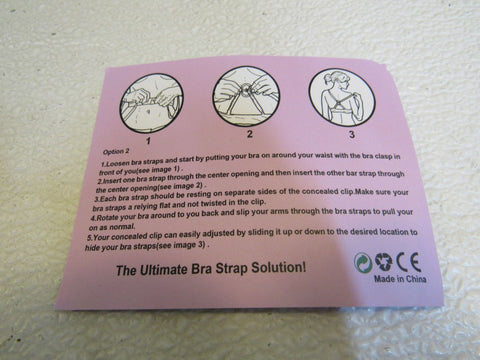 1
2
3
Option 2
1.Loosen bra straps and start by putting your bra on around your waist with the bra clasp in
front of you(see image 1) .
2.Insert one bra strap through the center opening and then insert the other bar strap through
the center opening(see image 2) .
3.Each bra strap should be resting on separate sides of the concealed clip.Make sure your
bra straps a relying flat and not twisted in the clip.
4.Rotate your bra around to you back and slip your arms through the bra straps to pull your
on as normal.
5.Your concealed clip can easily adjusted by sliding it up or down to the desired location to
hide your bra straps(see image 3) .
The Ultimate Bra Strap Solution!
CE
Made in China